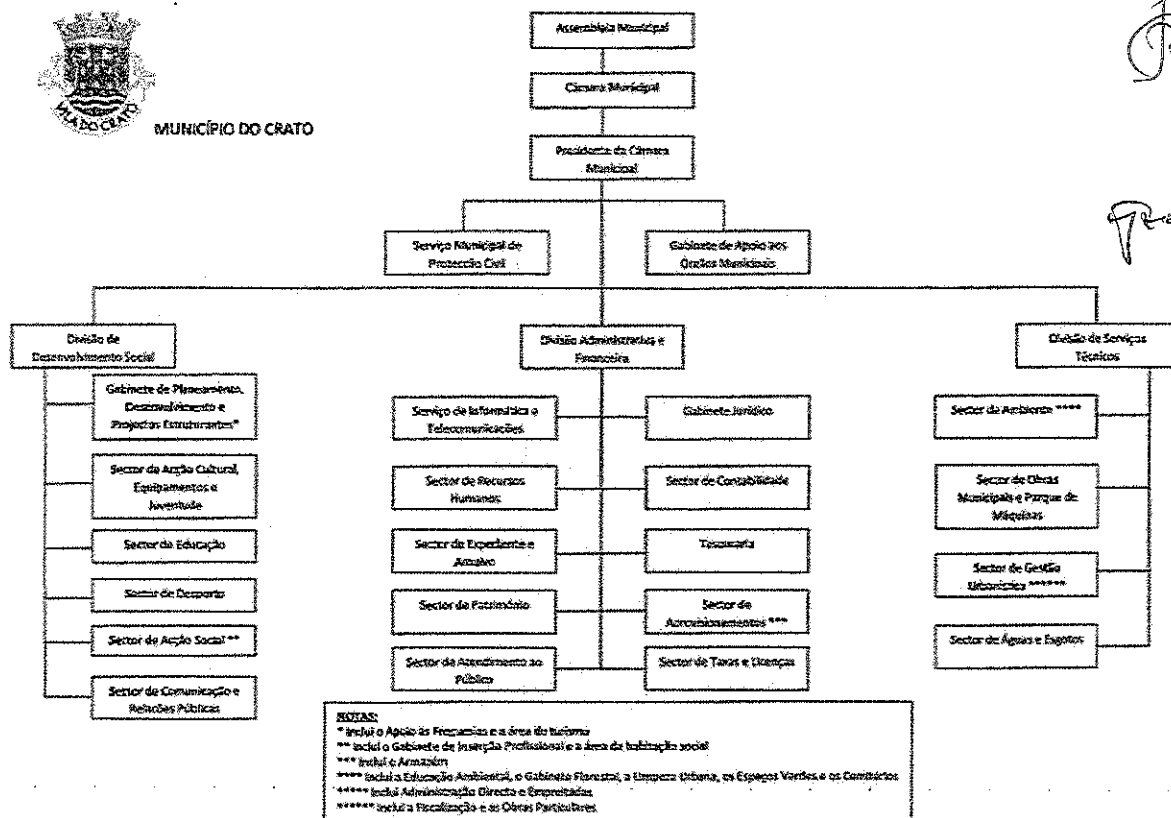 VILA DO CRATO
MUNICÍPIO DO CRATO
Assembleia Municipal
Câmara Municipal
Presidente da Câmara
Municipal
Serviço Municipal de
Protecção Civil
Gabinete de Apoio aos
Órgãos Municipais
Divisão de
Desenvolvimento Social
Divisão Administrativa e
Financeira
Divisão de Serviços
Técnicos
Gabinete de Planeamento,
Desenvolvimento e
Projectos Estruturantes*
Sector de Acção Cultural,
Equipamentos e
Juventude
Sector de Educação
Sector de Desporto
Sector de Acção Social **
Sector de Comunicação e
Relações Públicas
Serviço de Informática e
Telecomunicações
Gabinete Jurídico
Sector de Recursos
Humanos
Sector de Contabilidade
Sector de Expediente e
Arquivo
Tesouraria
Sector de Património
Sector de
Aprovisionamentos ***
Sector de Atendimento ao
Público
Sector de Taxas e Licenças
Sector de Ambiente ****
Sector de Obras
Municipais e Parque de
Máquinas
Sector de Gestão
Urbanística ******
Sector de Águas e Esgotos
NOTAS:
* Inclui o Apoio às Freguesias e a área do turismo
** Inclui o Gabinete de Inserção Profissional e a área da habitação social
*** Inclui o Armazém
**** Inclui a Educação Ambiental, o Gabinete Florestal, a Limpeza Urbana, os Espaços Verdes e os Cemitérios
***** Inclui Administração Directa e Empreitadas
****** Inclui a Fiscalização e as Obras Particulares